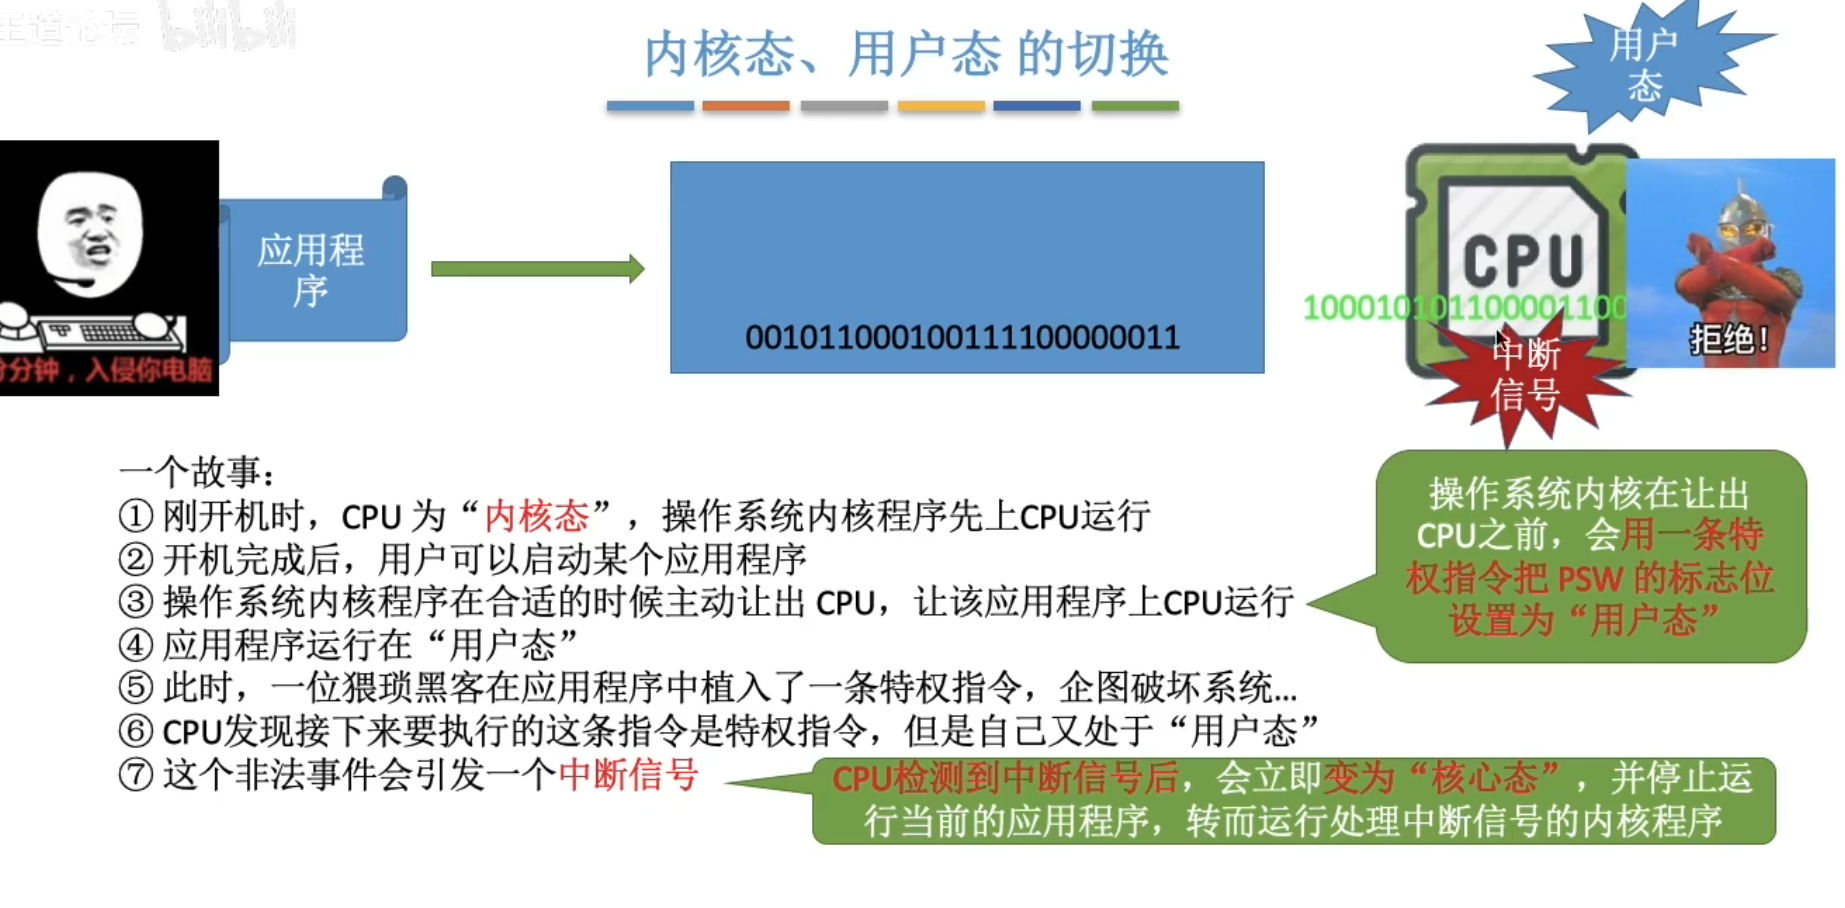 王道论坛 bilibili
内核态、用户态 的切换
用户
态
应用程
序
分分钟，入侵你电脑
001011000100111100000011
CPU
100010101100001100
拒绝！
中断
信号
一个故事：
① 刚开机时，CPU 为“内核态”，操作系统内核程序先上CPU运行
② 开机完成后，用户可以启动某个应用程序
③ 操作系统内核程序在合适的时候主动让出 CPU，让该应用程序上CPU运行
④ 应用程序运行在“用户态”
⑤ 此时，一位猥琐黑客在应用程序中植入了一条特权指令，企图破坏系统...
⑥ CPU发现接下来要执行的这条指令是特权指令，但是自己又处于“用户态”
⑦ 这个非法事件会引发一个中断信号
操作系统内核在让出
CPU之前，会用一条特
权指令把 PSW 的标志位
设置为“用户态”
CPU检测到中断信号后，会立即变为“核心态”，并停止运
行当前的应用程序，转而运行处理中断信号的内核程序